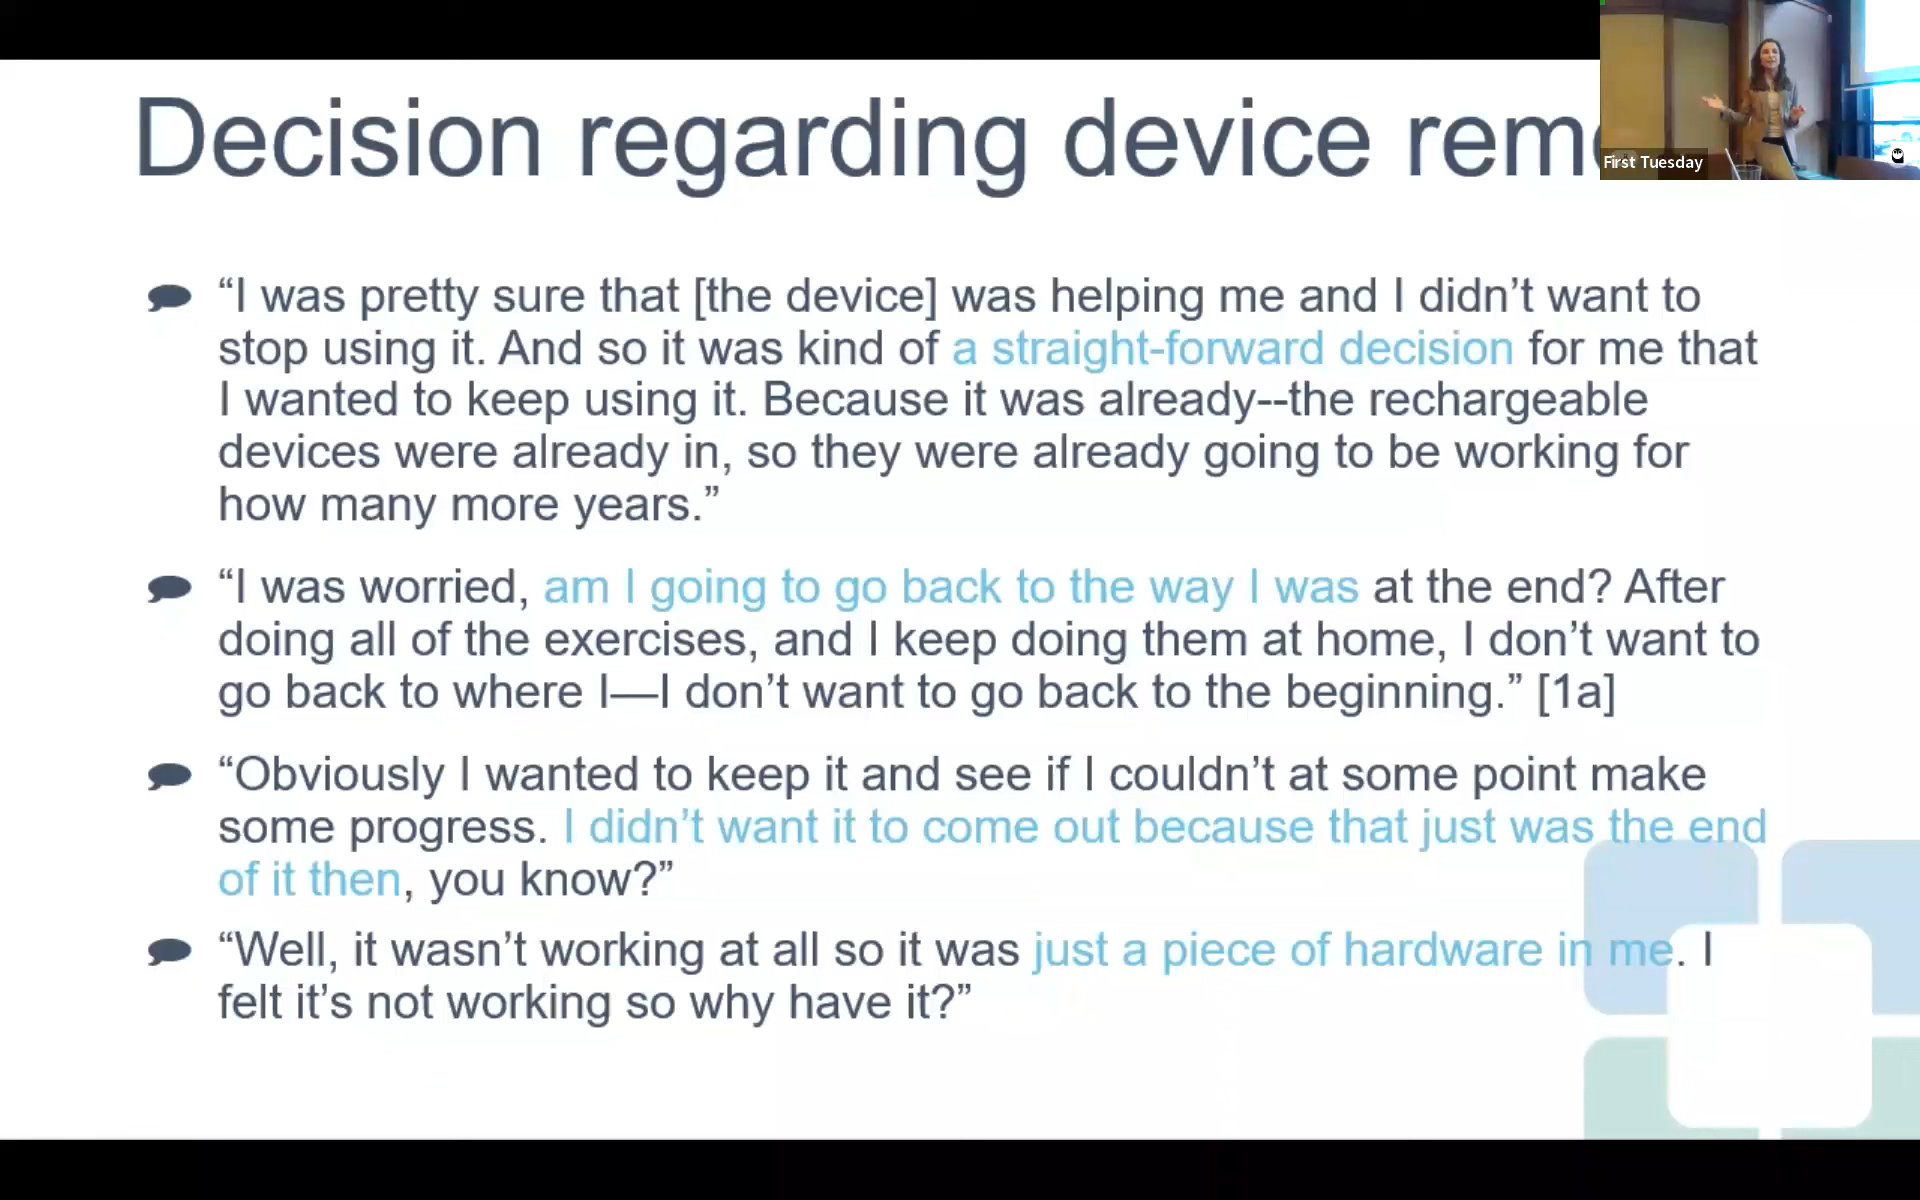 Decision regarding device rem
First Tuesday
“I was pretty sure that [the device] was helping me and I didn’t want to
stop using it. And so it was kind of a straight-forward decision for me that
I wanted to keep using it. Because it was already--the rechargeable
devices were already in, so they were already going to be working for
how many more years.”
“I was worried, am I going to go back to the way I was at the end? After
doing all of the exercises, and I keep doing them at home, I don’t want to
go back to where I—I don’t want to go back to the beginning.” [1a]
“Obviously I wanted to keep it and see if I couldn’t at some point make
some progress. I didn’t want it to come out because that just was the end
of it then, you know?”
“Well, it wasn’t working at all so it was just a piece of hardware in me. I
felt it’s not working so why have it?”